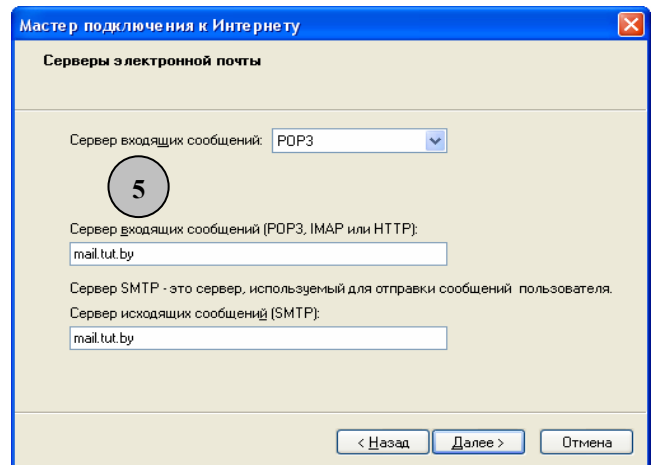 Мастер подключения к Интернету
Серверы электронной почты
Сервер входящих сообщений: POP3
5
Сервер входящих сообщений (POP3, IMAP или HTTP):
mail.tut.by
Сервер SMTP - это сервер, используемый для отправки сообщений пользователя.
Сервер исходящих сообщений (SMTP):
mail.tut.by
< Назад Далее > Отмена